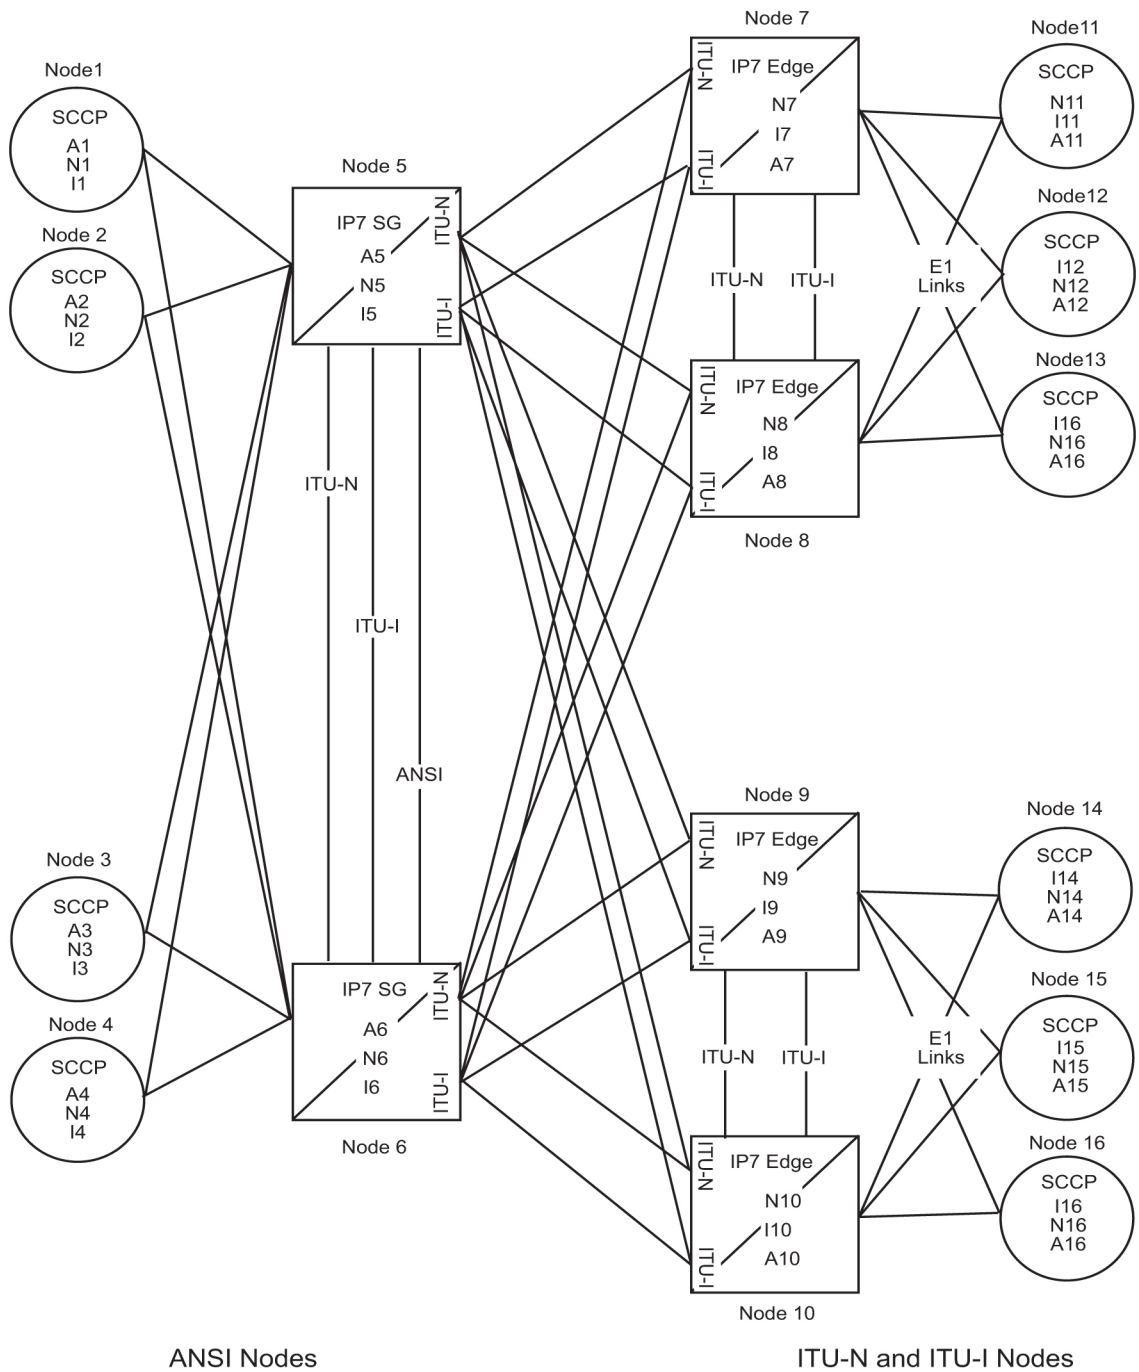 Node1
SCCP
A1
N1
I1
Node 2
SCCP
A2
N2
I2
Node 3
SCCP
A3
N3
I3
Node 4
SCCP
A4
N4
I4
Node 5
IP7 SG
A5
N5
I5
ITU-N
ITU-I
ITU-N
ITU-I
ANSI
IP7 SG
A6
N6
I6
ITU-N
ITU-I
Node 6
Node 7
ITU-N
IP7 Edge
N7
I7
A7
ITU-I
ITU-N
ITU-I
ITU-N
IP7 Edge
N8
I8
A8
ITU-I
Node 8
Node 9
ITU-N
IP7 Edge
N9
I9
A9
ITU-I
ITU-N
ITU-I
ITU-N
IP7 Edge
N10
I10
A10
ITU-I
Node 10
Node11
SCCP
N11
I11
A11
Node12
SCCP
I12
N12
A12
E1
Links
Node13
SCCP
I16
N16
A16
Node 14
SCCP
I14
N14
A14
Node 15
SCCP
I15
N15
A15
E1
Links
Node 16
SCCP
I16
N16
A16
ANSI Nodes
ITU-N and ITU-I Nodes